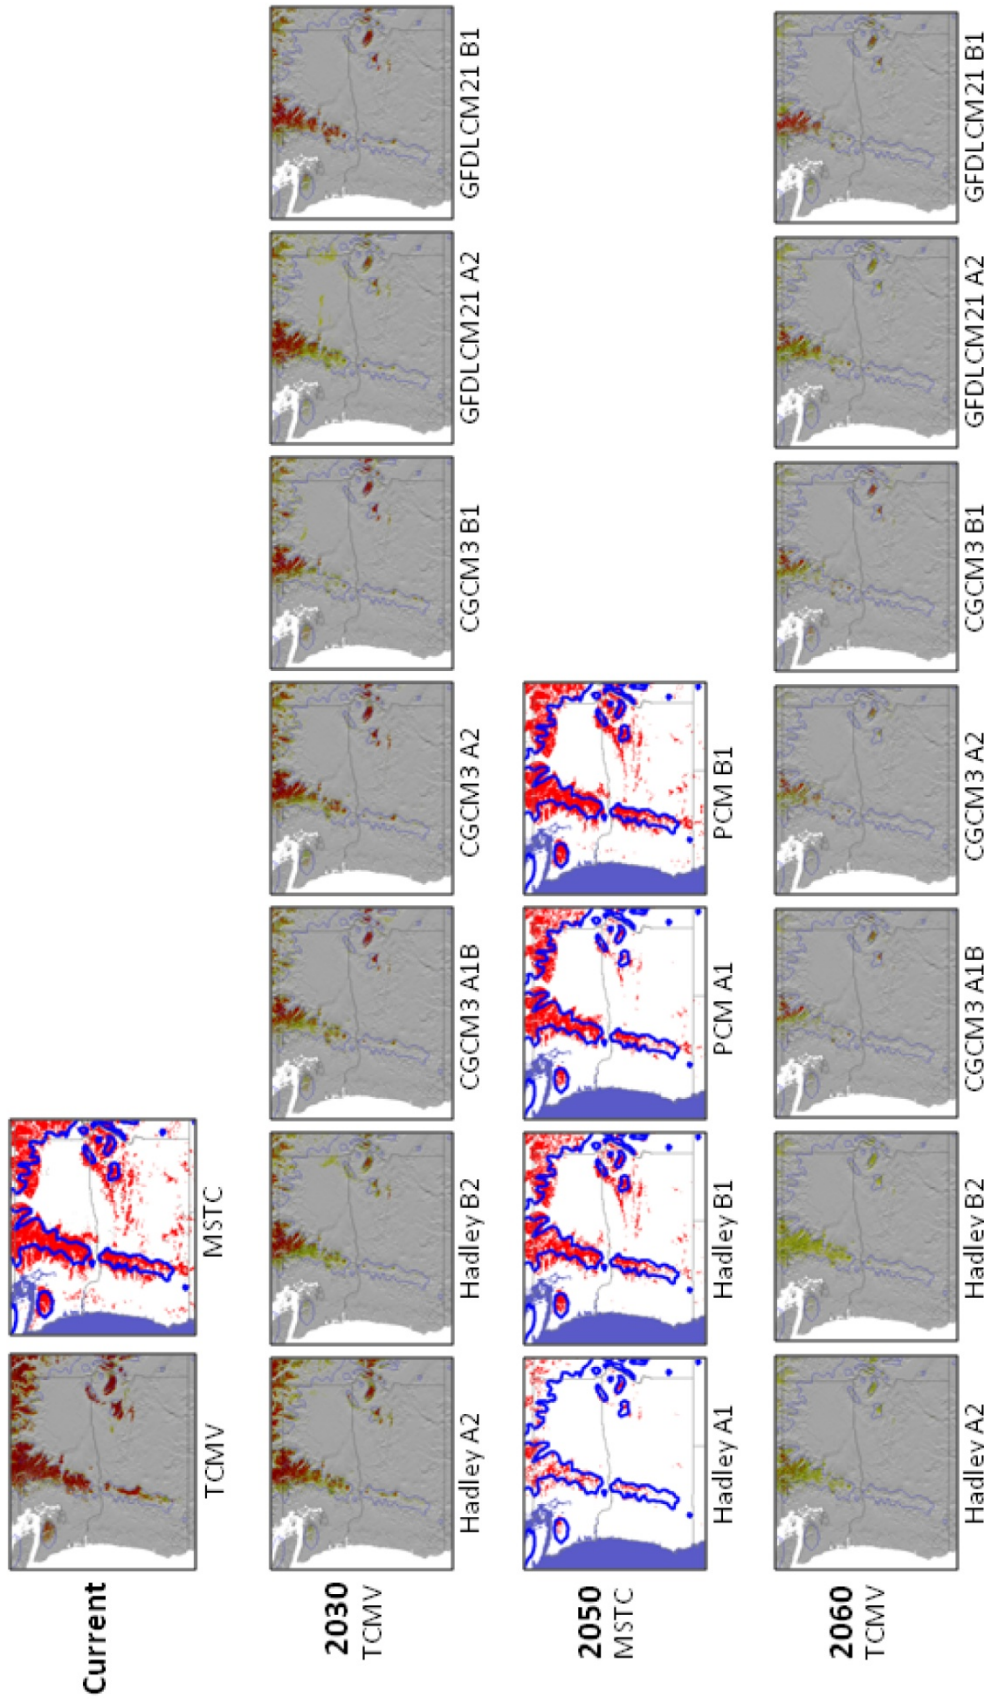 Current
TCMV
MSTC
2030
TCMV
Hadley A2
Hadley B2
CGCM3 A1B
CGCM3 A2
CGCM3 B1
GFDLCM21 A2
GFDLCM21 B1
2050
MSTC
Hadley A1
Hadley B1
PCM A1
PCM B1
2060
TCMV
Hadley A2
Hadley B2
CGCM3 A1B
CGCM3 A2
CGCM3 B1
GFDLCM21 A2
GFDLCM21 B1